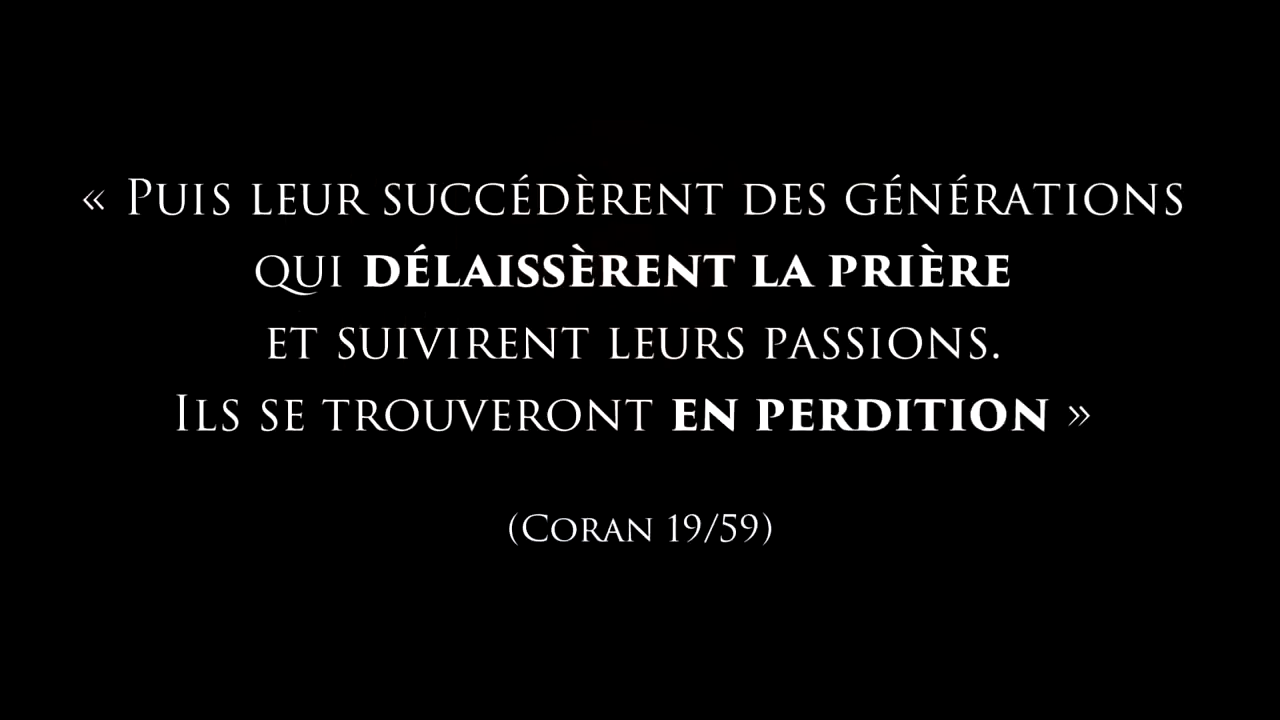 « Puis leur succédèrent des générations
qui délaissèrent la prière
et suivirent leurs passions.
Ils se trouveront en perdition »
(Coran 19/59)